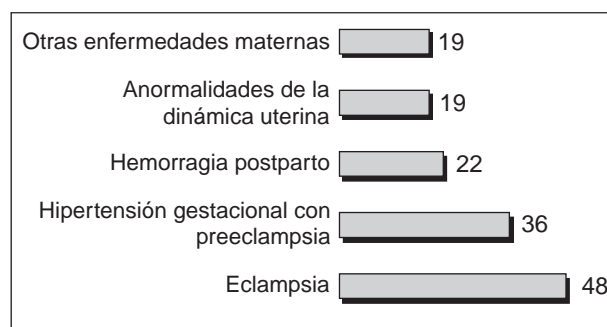 Otras enfermedades maternas 19
Anormalidades de la
dinámica uterina 19
Hemorragia postparto 22
Hipertensión gestacional con
preeclampsia 36
Eclampsia 48